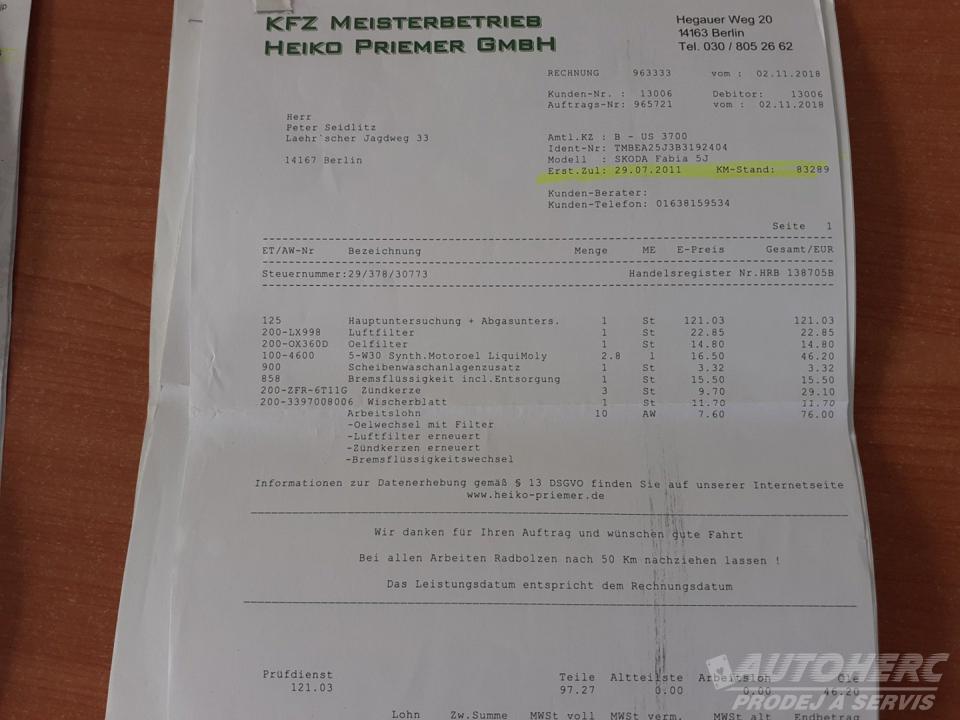 KFZ MEISTERBETRIEB
HEIKO PRIEMER GMBH
Hegauer Weg 20
14163 Berlin
Tel. 030 / 805 26 62
RECHNUNG 963333 vom : 02.11.2018
Kunden-Nr. : 13006 Debitor: 13006
Auftrags-Nr: 965721 vom : 02.11.2018
Herr
Peter Seidlitz
Laehr'scher Jagdweg 33
14167 Berlin
Amtl.KZ : B - US 3700
Ident-Nr: TMBEA25J3B3192404
Modell : SKODA Fabia 5J
Erst.Zul: 29.07.2011 KM-Stand: 83289
Kunden-Berater:
Kunden-Telefon: 01638159534
Seite 1
ET/AW-Nr Bezeichnung Menge ME E-Preis Gesamt/EUR
Steuernummer:29/378/30773 Handelsregister Nr.HRB 138705B
125 Hauptuntersuchung + Abgasunters. 1 St 121.03 121.03
200-LX998 Luftfilter 1 St 22.85 22.85
200-OX360D Oelfilter 1 St 14.80 14.80
100-4600 5-W30 Synth.Motoroel LiquiMoly 2.8 l 16.50 46.20
900 Scheibenwaschanlagenzusatz 1 St 3.32 3.32
858 Bremsflüssigkeit incl.Entsorgung 1 St 15.50 15.50
200-ZFR-6T11G Zündkerze 3 St 9.70 29.10
200-3397008006 Wischerblatt 1 St 11.70 11.70
Arbeitslohn 10 AW 7.60 76.00
-Oelwechsel mit Filter
-Luftfilter erneuert
-Zündkerzen erneuert
-Bremsflüssigkeitswechsel
Informationen zur Datenerhebung gemäß § 13 DSGVO finden Sie auf unserer Internetseite
www.heiko-priemer.de
Wir danken für Ihren Auftrag und wünschen gute Fahrt
Bei allen Arbeiten Radbolzen nach 50 Km nachziehen lassen !
Das Leistungsdatum entspricht dem Rechnungsdatum
Prüfdienst Teile Altteilste Arbeitsloh Öle
121.03 97.27 0.00 0.00 46.20
Lohn Zw.Summe MWSt voll MWSt verm. MWSt alt Endbetrag
AUTOHERC
PRODEJ A SERVIS